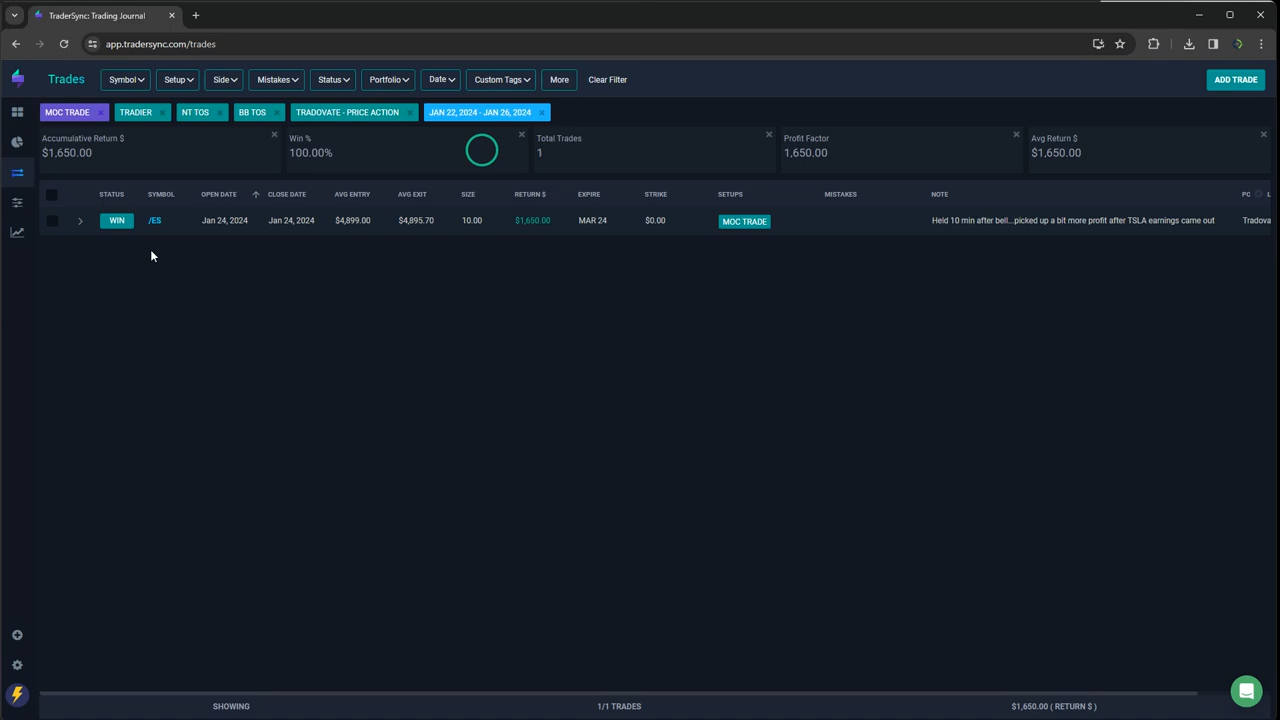 TraderSync: Trading Journal
app.tradersync.com/trades
Trades Symbol Setup Side Mistakes Status Portfolio Date Custom Tags More Clear Filter ADD TRADE
MOC TRADE TRADIER NT TOS BB TOS TRADOVATE - PRICE ACTION JAN 22, 2024 - JAN 26, 2024
Accumulative Return $ Win % Total Trades Profit Factor Avg Return $
$1,650.00 100.00% 1 1,650.00 $1,650.00
STATUS SYMBOL OPEN DATE CLOSE DATE AVG ENTRY AVG EXIT SIZE RETURN $ EXPIRE STRIKE SETUPS MISTAKES NOTE PO L
WIN /ES Jan 24, 2024 Jan 24, 2024 $4,899.00 $4,895.70 10.00 $1,650.00 MAR 24 $0.00 MOC TRADE Held 10 min after bell...picked up a bit more profit after TSLA earnings came out Tradova
SHOWING 1/1 TRADES $1,650.00 ( RETURN $ )